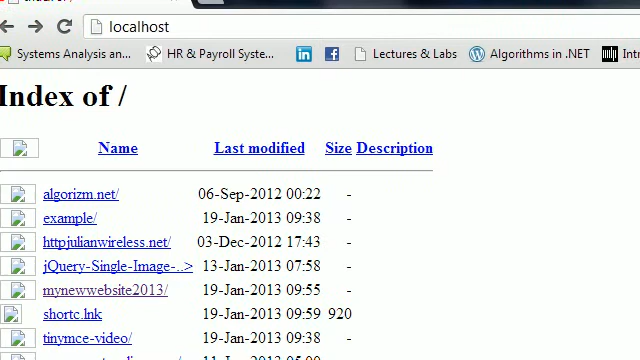 localhost
Systems Analysis an... HR & Payroll Syste... Lectures & Labs Algorithms in .NET Intr
Index of /
Name Last modified Size Description
algorizm.net/ 06-Sep-2012 00:22 -
example/ 19-Jan-2013 09:38 -
httpjulianwireless.net/ 03-Dec-2012 17:43 -
jQuery-Single-Image-..> 13-Jan-2013 07:58 -
mynewwebsite2013/ 19-Jan-2013 09:55 -
shortc.lnk 19-Jan-2013 09:59 920
tinymce-video/ 19-Jan-2013 09:38 -